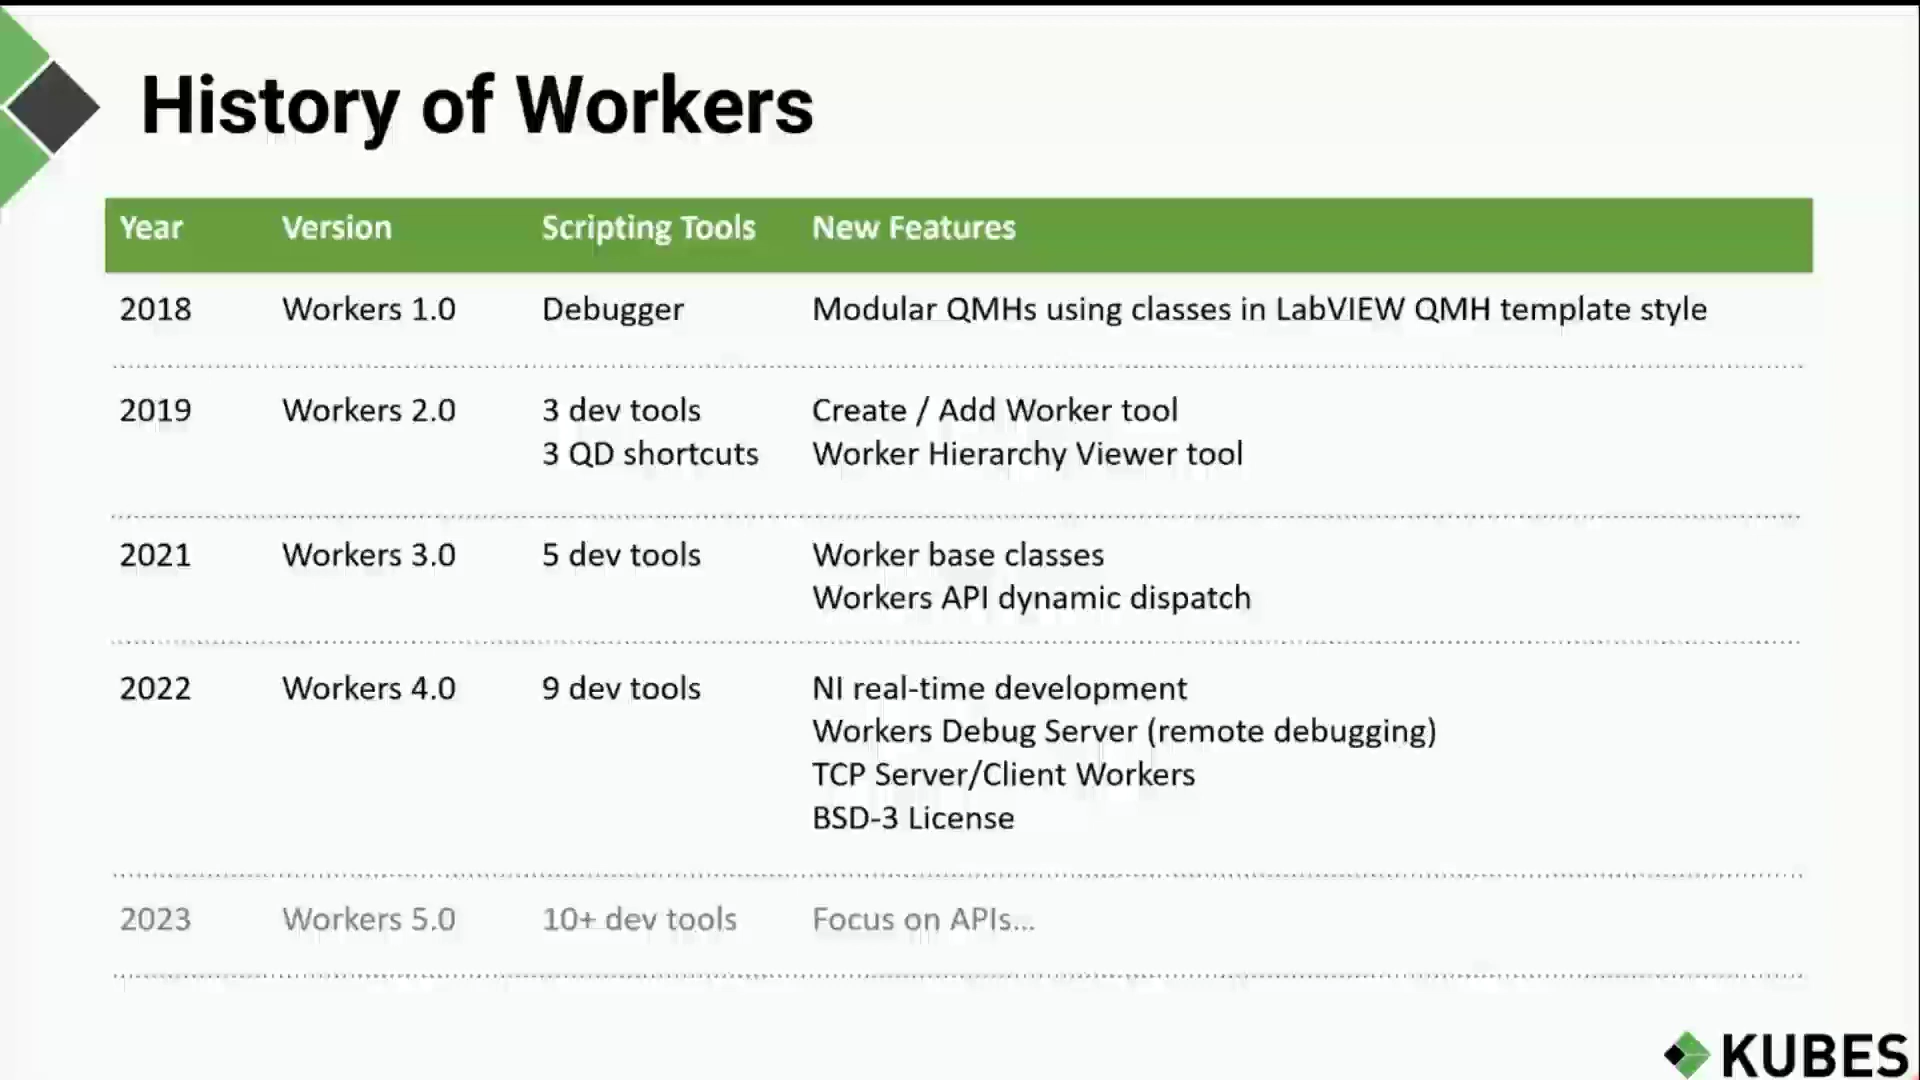 History of Workers
Year Version Scripting Tools New Features
2018 Workers 1.0 Debugger Modular QMHs using classes in LabVIEW QMH template style
2019 Workers 2.0 3 dev tools Create / Add Worker tool
3 QD shortcuts Worker Hierarchy Viewer tool
2021 Workers 3.0 5 dev tools Worker base classes
Workers API dynamic dispatch
2022 Workers 4.0 9 dev tools NI real-time development
Workers Debug Server (remote debugging)
TCP Server/Client Workers
BSD-3 License
2023 Workers 5.0 10+ dev tools Focus on APIs...
KUBES